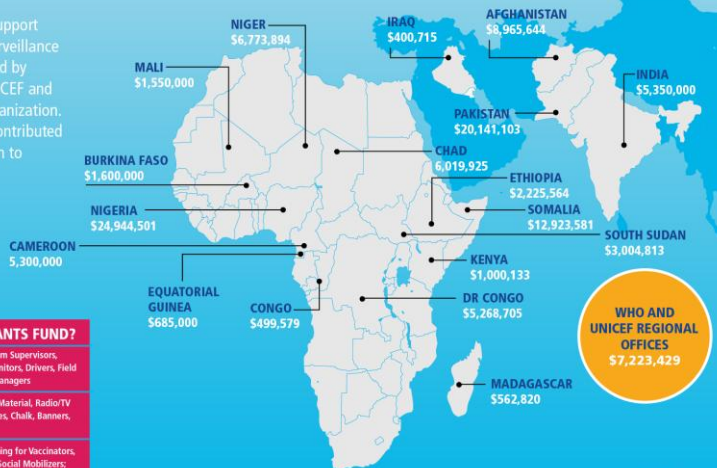 upport
rveillance
d by
CEF and
anization.
ontributed
n to
NIGER
$6,773,894
IRAQ
$400,715
AFGHANISTAN
$8,965,644
MALI
$1,550,000
INDIA
$5,350,000
PAKISTAN
$20,141,103
CHAD
6,019,925
BURKINA FASO
$1,600,000
ETHIOPIA
$2,225,564
NIGERIA
$24,944,501
SOMALIA
$12,923,581
SOUTH SUDAN
$3,004,813
CAMEROON
5,300,000
KENYA
$1,000,133
EQUATORIAL
GUINEA
$685,000
CONGO
$499,579
DR CONGO
$5,268,705
WHO AND
UNICEF REGIONAL
OFFICES
$7,223,429
MADAGASCAR
$562,820
ANTS FUND?
m Supervisors,
nitors, Drivers, Field
anagers
Material, Radio/TV
es, Chalk, Banners,
ing for Vaccinators,
Social Mobilizers;